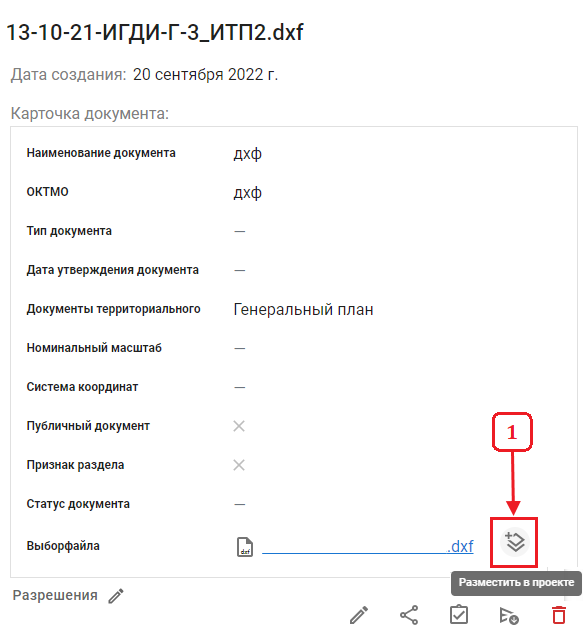 13-10-21-ИГДИ-Г-3_ИТП2.dxf
Дата создания: 20 сентября 2022 г.
Карточка документа:
Наименование документа дхф
ОКТМО дхф
Тип документа —
Дата утверждения документа —
Документы территориального Генеральный план
Номинальный масштаб —
Система координат —
Публичный документ
Признак раздела
Статус документа —
1
Выборфайла dxf .dxf
Разместить в проекте
Разрешения